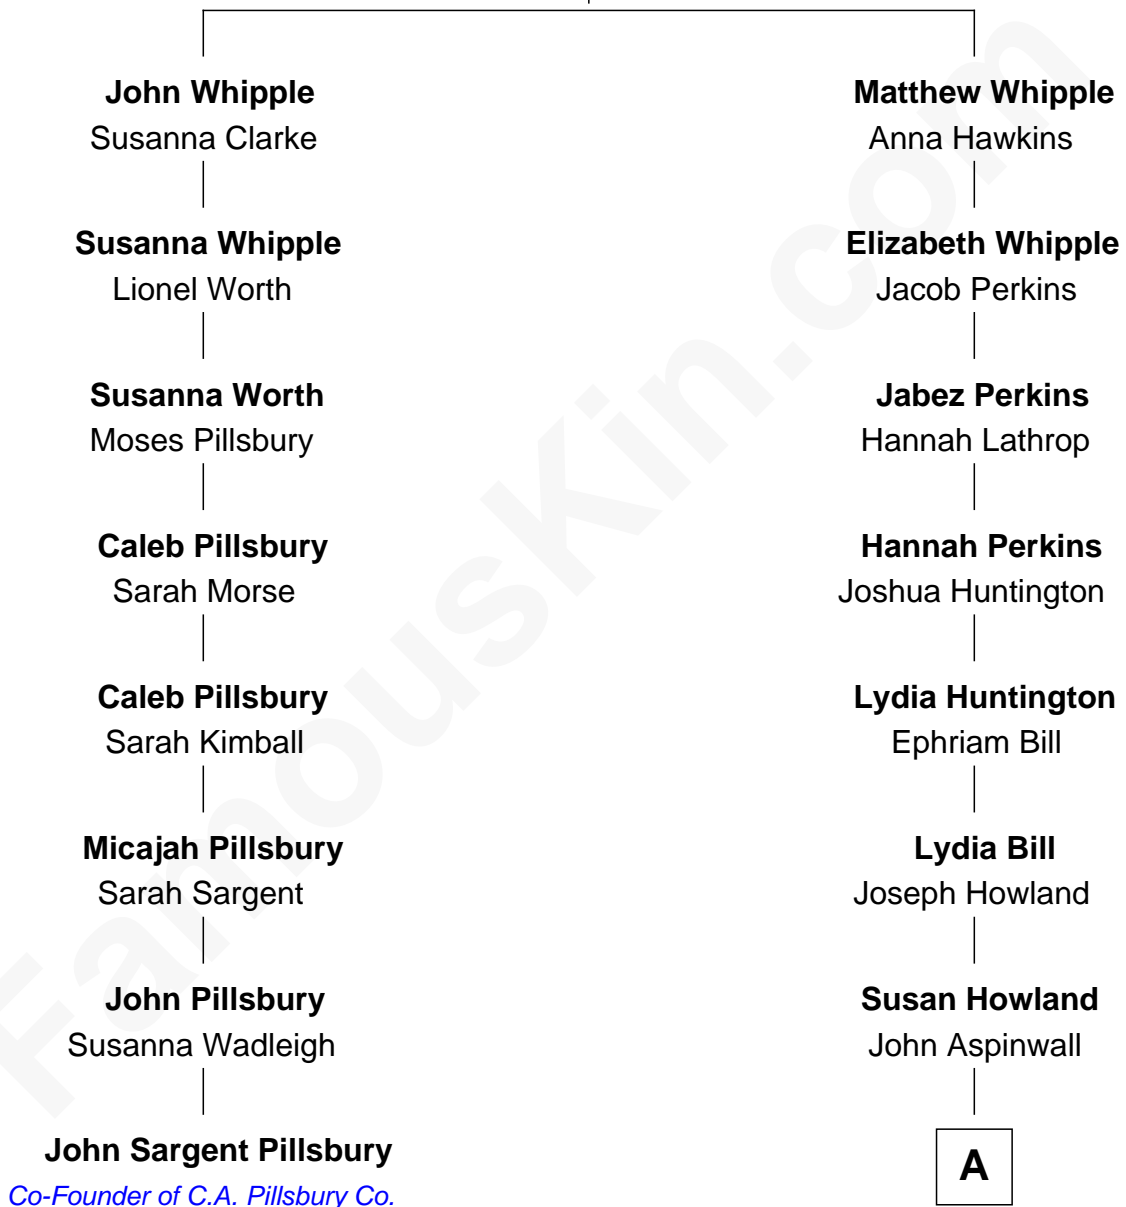 John Whipple
Susanna Clarke
Susanna Whipple
Lionel Worth
Susanna Worth
Moses Pillsbury
Caleb Pillsbury
Sarah Morse
Caleb Pillsbury
Sarah Kimball
Micajah Pillsbury
Sarah Sargent
John Pillsbury
Susanna Wadleigh
John Sargent Pillsbury
Co-Founder of C.A. Pillsbury Co.
Matthew Whipple
Anna Hawkins
Elizabeth Whipple
Jacob Perkins
Jabez Perkins
Hannah Lathrop
Hannah Perkins
Joshua Huntington
Lydia Huntington
Ephriam Bill
Lydia Bill
Joseph Howland
Susan Howland
John Aspinwall
A
FamousKin.com